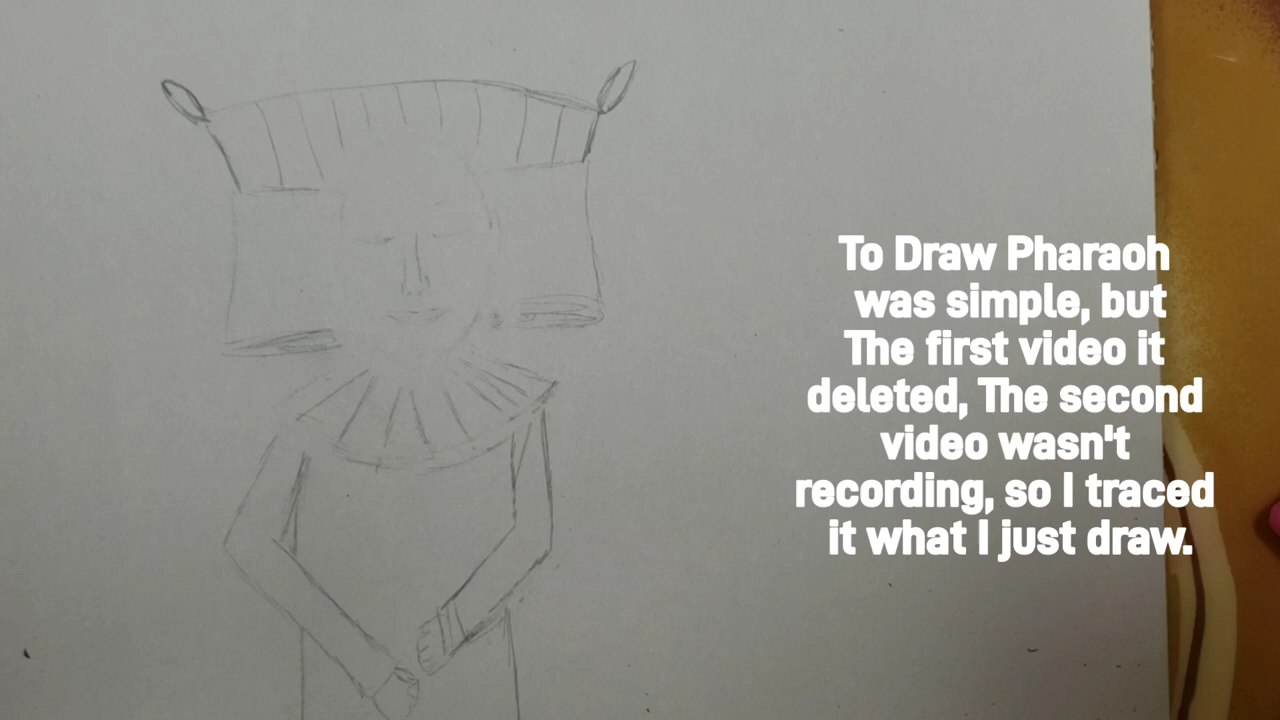 To Draw Pharaoh
was simple, but
The first video it
deleted, The second
video wasn't
recording, so I traced
it what I just draw.